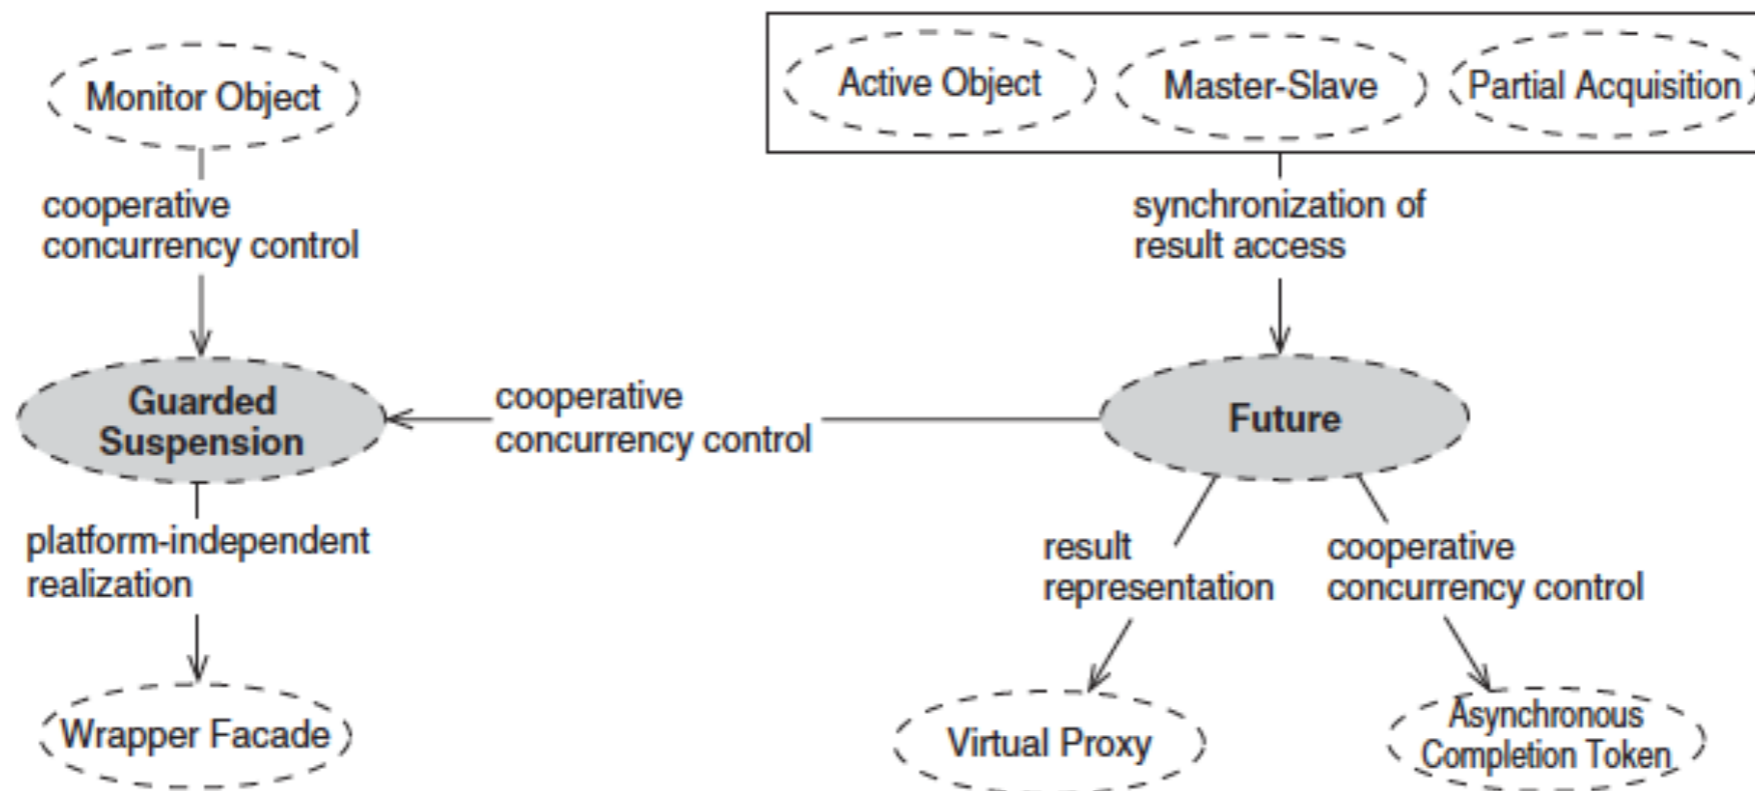 Monitor Object
Active Object
Master-Slave
Partial Acquisition
cooperative
concurrency control
synchronization of
result access
Guarded
Suspension
cooperative
concurrency control
Future
platform-independent
realization
result
representation
cooperative
concurrency control
Wrapper Facade
Virtual Proxy
Asynchronous
Completion Token